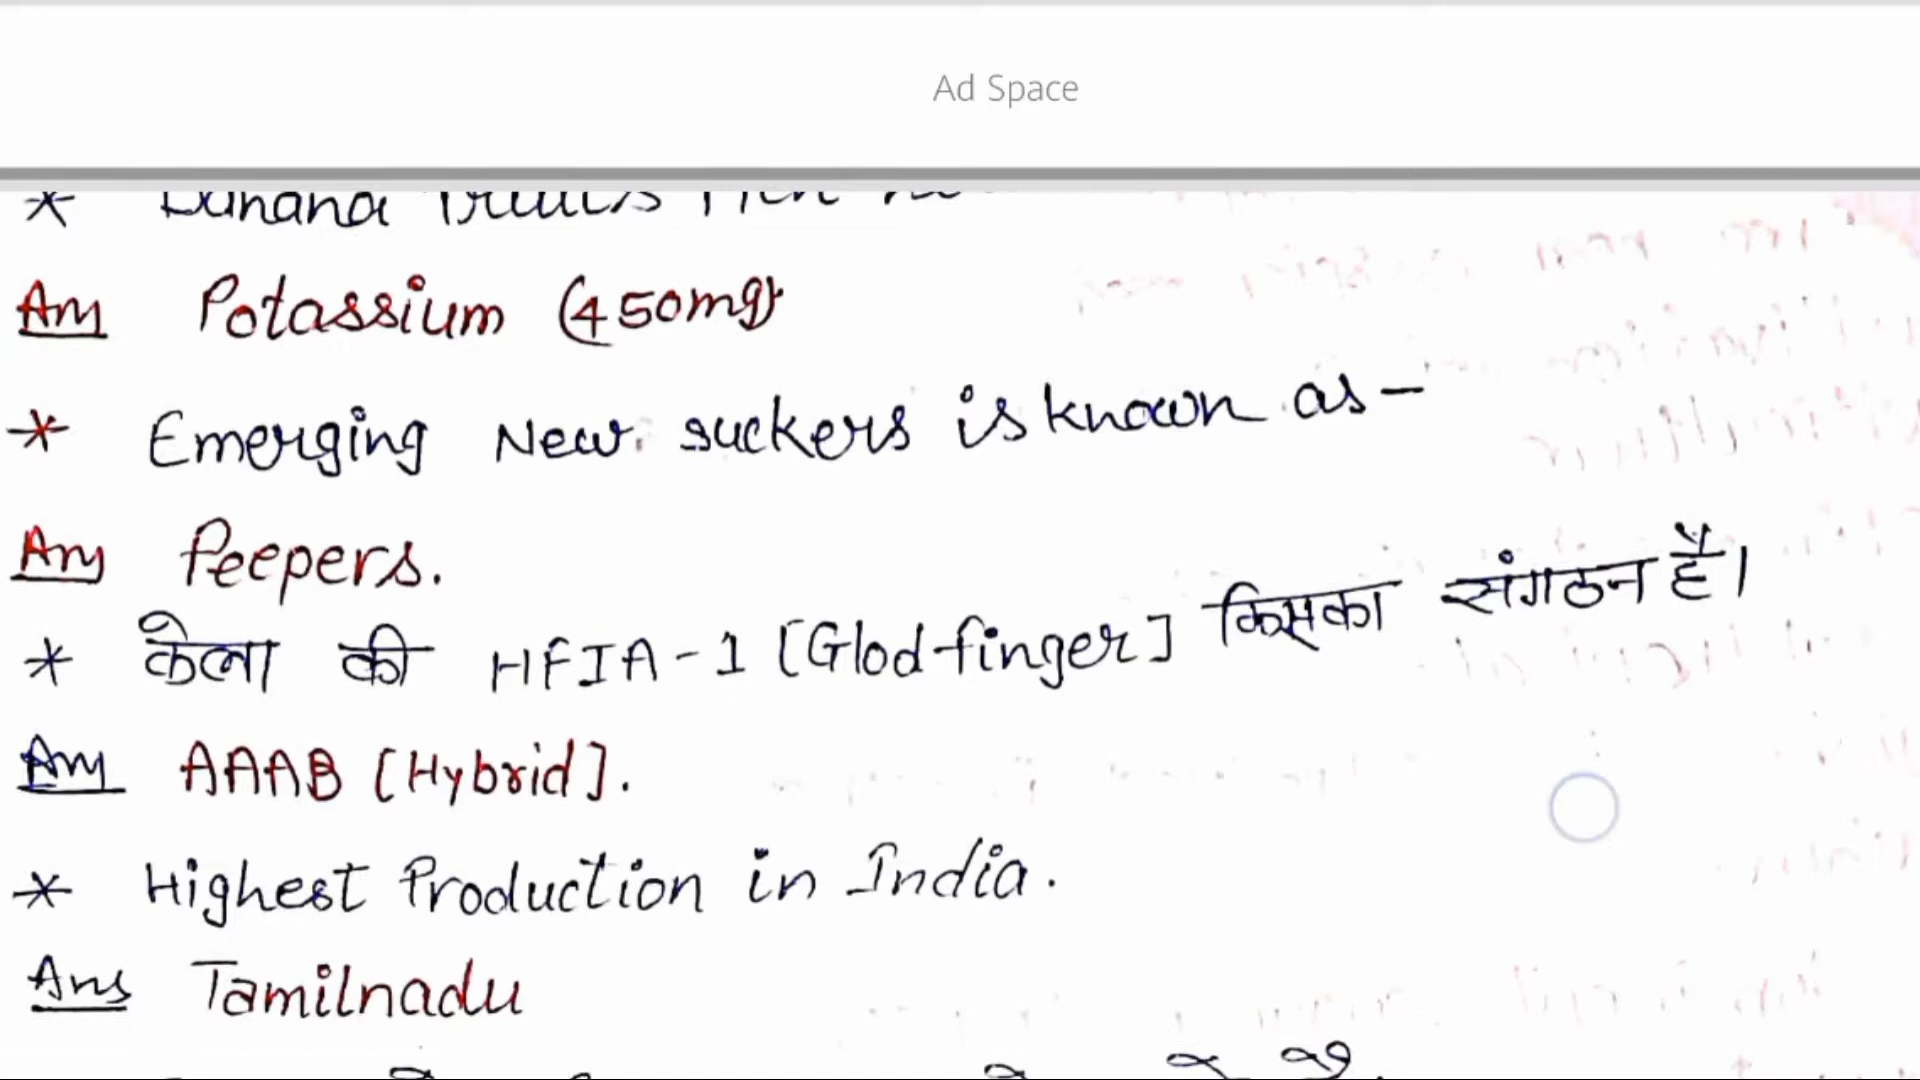 Ad Space
* Banana
Ans Potassium (450mg)
* Emerging New suckers is known as -
Ans Peepers.
* केला की HFIA-1 [Glod-finger] किसका संगठन है।
Ans AAAB [Hybrid].
* Highest Production in India.
Ans Tamilnadu